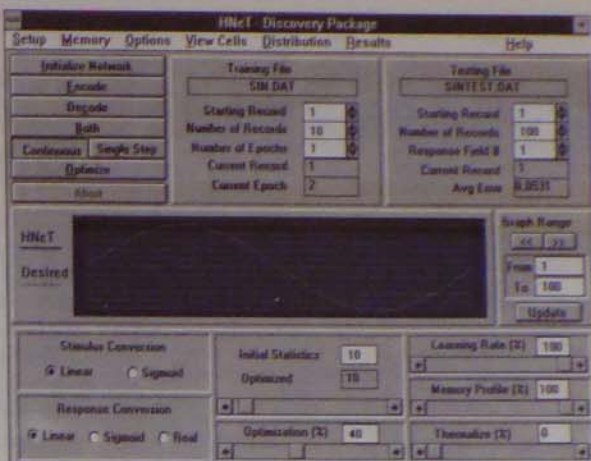 HNeT Discovery Package
Setup Memory Options View Cells Distribution Results Help
Initialize Network
Encode
Decode
Both
Continuous Single Step
Optimize
Abort
Training File
SIN.DAT
Starting Record 1
Number of Records 10
Number of Epochs 1
Current Record 1
Current Epoch 2
Testing File
SINTEST.DAT
Starting Record 1
Number of Records 100
Response Field # 1
Current Record 1
Avg Error 0.0531
HNeT
Desired
Graph Range
<< >>
From 1
To 100
Update
Stimulus Conversion
Linear Sigmoid
Response Conversion
Linear Sigmoid Real
Initial Statistics 10
Optimized 10
Optimization (%) 40
Learning Rate (%) 100
Memory Profile (%) 100
Thermalize (%) 0